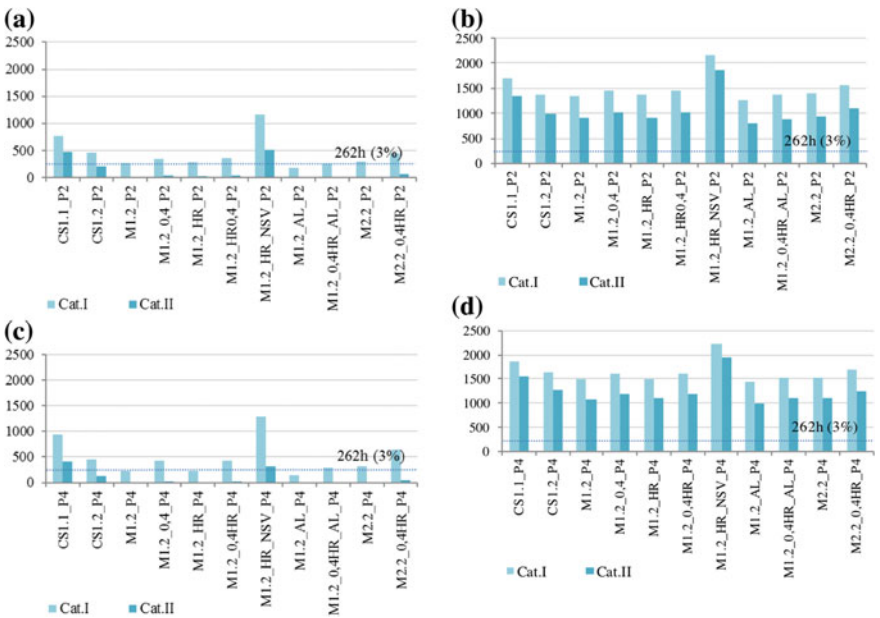 (a)
2500
2000
1500
1000
500
0
262h (3%)
CS1.1_P2
CS1.2_P2
M1.2_P2
M1.2_0,4_P2
M1.2_HR_P2
M1.2_HR0,4_P2
M1.2_HR_NSV_P2
M1.2_AL_P2
M1.2_0,4HR_AL_P2
M2.2_P2
M2.2_0,4HR_P2
Cat.I Cat.II
(b)
2500
2000
1500
1000
500
0
262h (3%)
CS1.1_P2
CS1.2_P2
M1.2_P2
M1.2_0,4_P2
M1.2_HR_P2
M1.2_HR0,4_P2
M1.2_HR_NSV_P2
M1.2_AL_P2
M1.2_0,4HR_AL_P2
M2.2_P2
M2.2_0,4HR_P2
Cat.I Cat.II
(c)
2500
2000
1500
1000
500
0
262h (3%)
CS1.1_P4
CS1.2_P4
M1.2_P4
M1.2_0,4_P4
M1.2_HR_P4
M1.2_0,4HR_P4
M1.2_HR_NSV_P4
M1.2_AL_P4
M1.2_0,4HR_AL_P4
M2.2_P4
M2.2_0,4HR_P4
Cat.I Cat.II
(d)
2500
2000
1500
1000
500
0
262h (3%)
CS1.1_P4
CS1.2_P4
M1.2_P4
M1.2_0,4_P4
M1.2_HR_P4
M1.2_0,4HR_P4
M1.2_HR_NSV_P4
M1.2_AL_P4
M1.2_0,4HR_AL_P4
M2.2_P4
M2.2_0,4HR_P4
Cat.I Cat.II